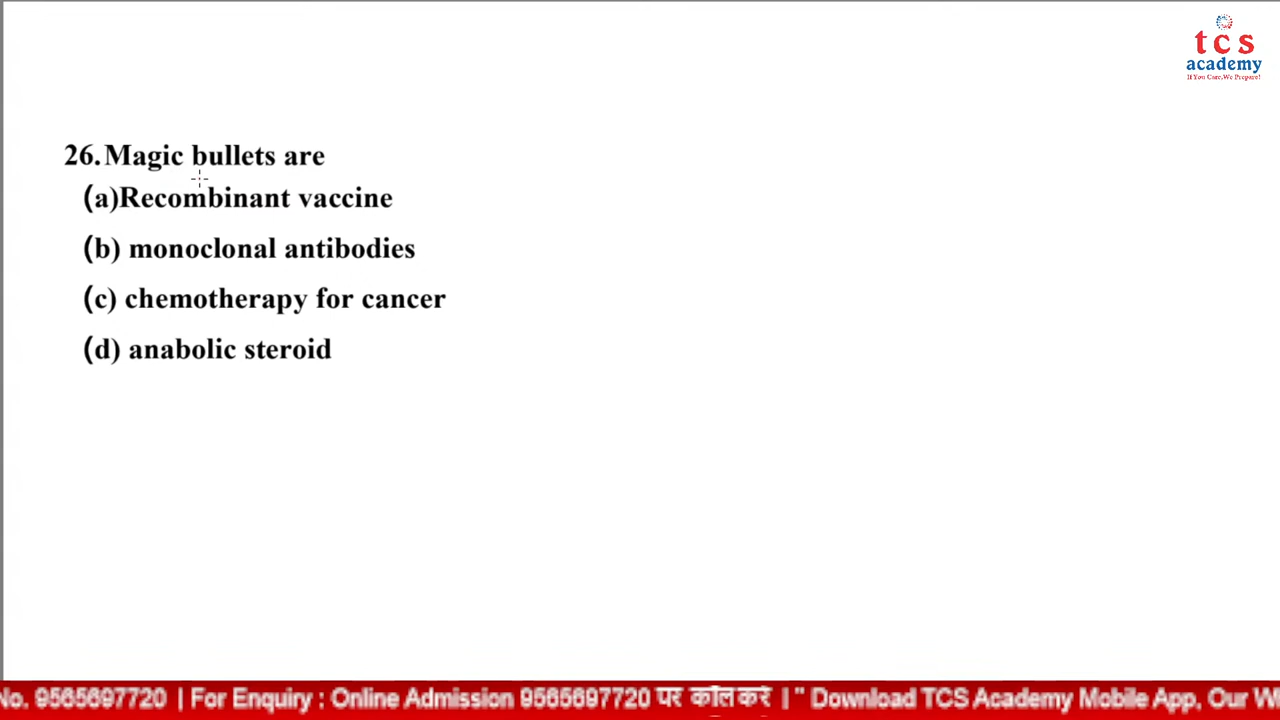 tcs
academy
If You Care,We Prepare!
26.Magic bullets are
(a)Recombinant vaccine
(b) monoclonal antibodies
(c) chemotherapy for cancer
(d) anabolic steroid
No. 9565697720 | For Enquiry : Online Admission 9565697720 पर कॉल करें | " Download TCS Academy Mobile App, Our